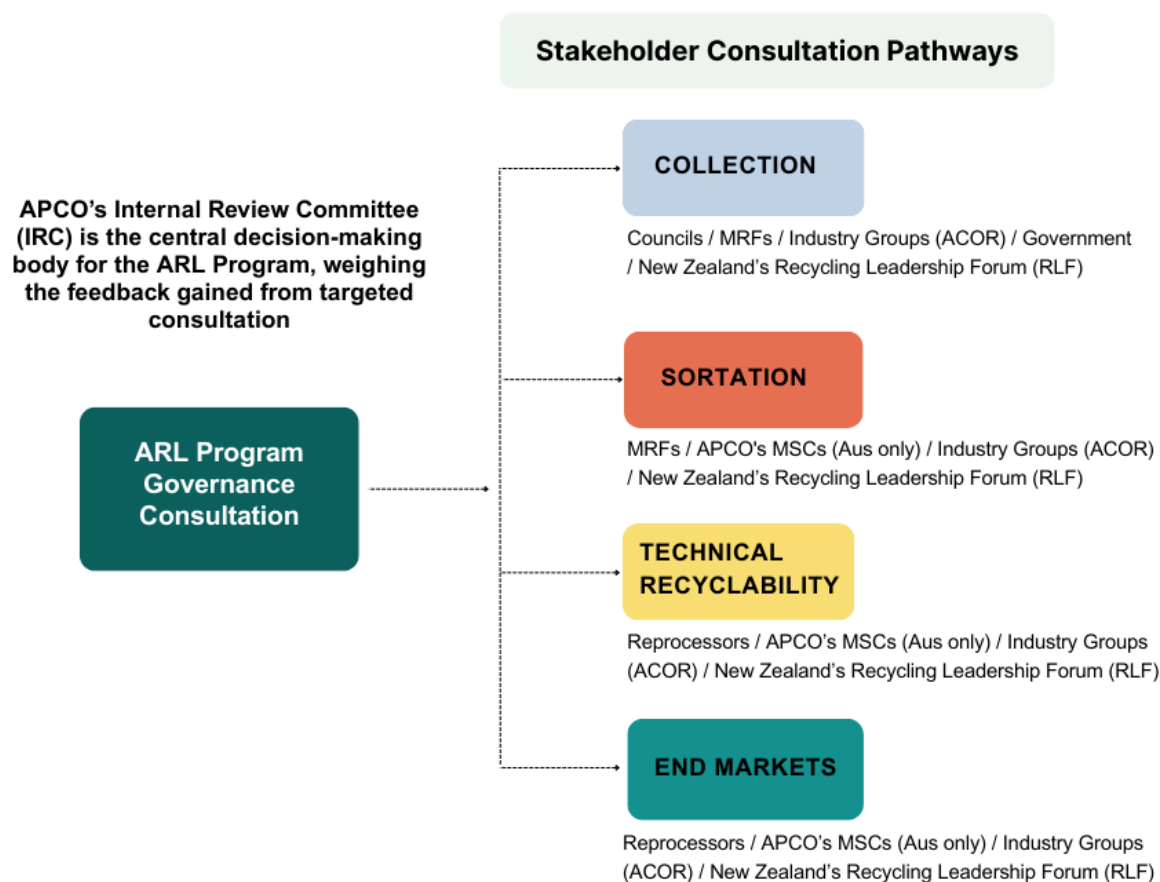 Stakeholder Consultation Pathways
APCO’s Internal Review Committee
(IRC) is the central decision-making
body for the ARL Program, weighing
the feedback gained from targeted
consultation
ARL Program
Governance
Consultation
COLLECTION
Councils / MRFs / Industry Groups (ACOR) / Government
/ New Zealand’s Recycling Leadership Forum (RLF)
SORTATION
MRFs / APCO's MSCs (Aus only) / Industry Groups (ACOR)
/ New Zealand’s Recycling Leadership Forum (RLF)
TECHNICAL
RECYCLABILITY
Reprocessors / APCO’s MSCs (Aus only) / Industry Groups
(ACOR) / New Zealand’s Recycling Leadership Forum (RLF)
END MARKETS
Reprocessors / APCO’s MSCs (Aus only) / Industry Groups
(ACOR) / New Zealand’s Recycling Leadership Forum (RLF)